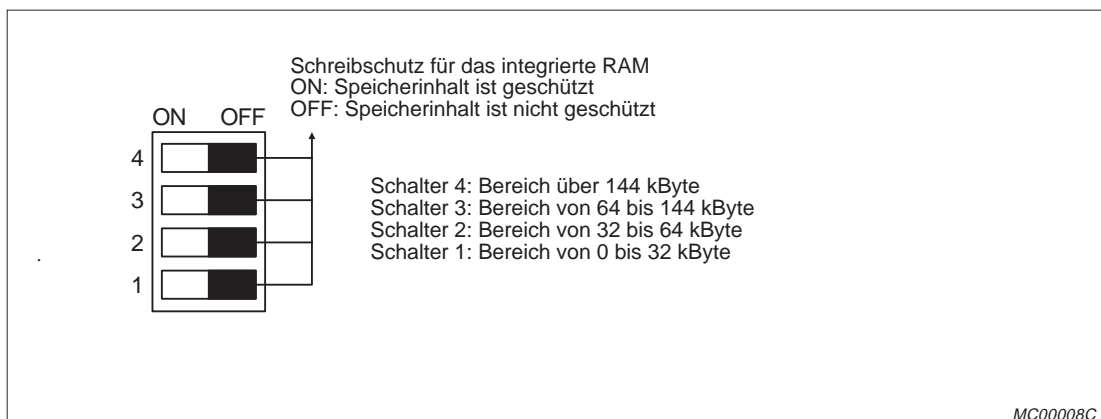 Schreibschutz für das integrierte RAM
ON: Speicherinhalt ist geschützt
OFF: Speicherinhalt ist nicht geschützt
ON OFF
4
3
2
1
Schalter 4: Bereich über 144 kByte
Schalter 3: Bereich von 64 bis 144 kByte
Schalter 2: Bereich von 32 bis 64 kByte
Schalter 1: Bereich von 0 bis 32 kByte
MC00008C